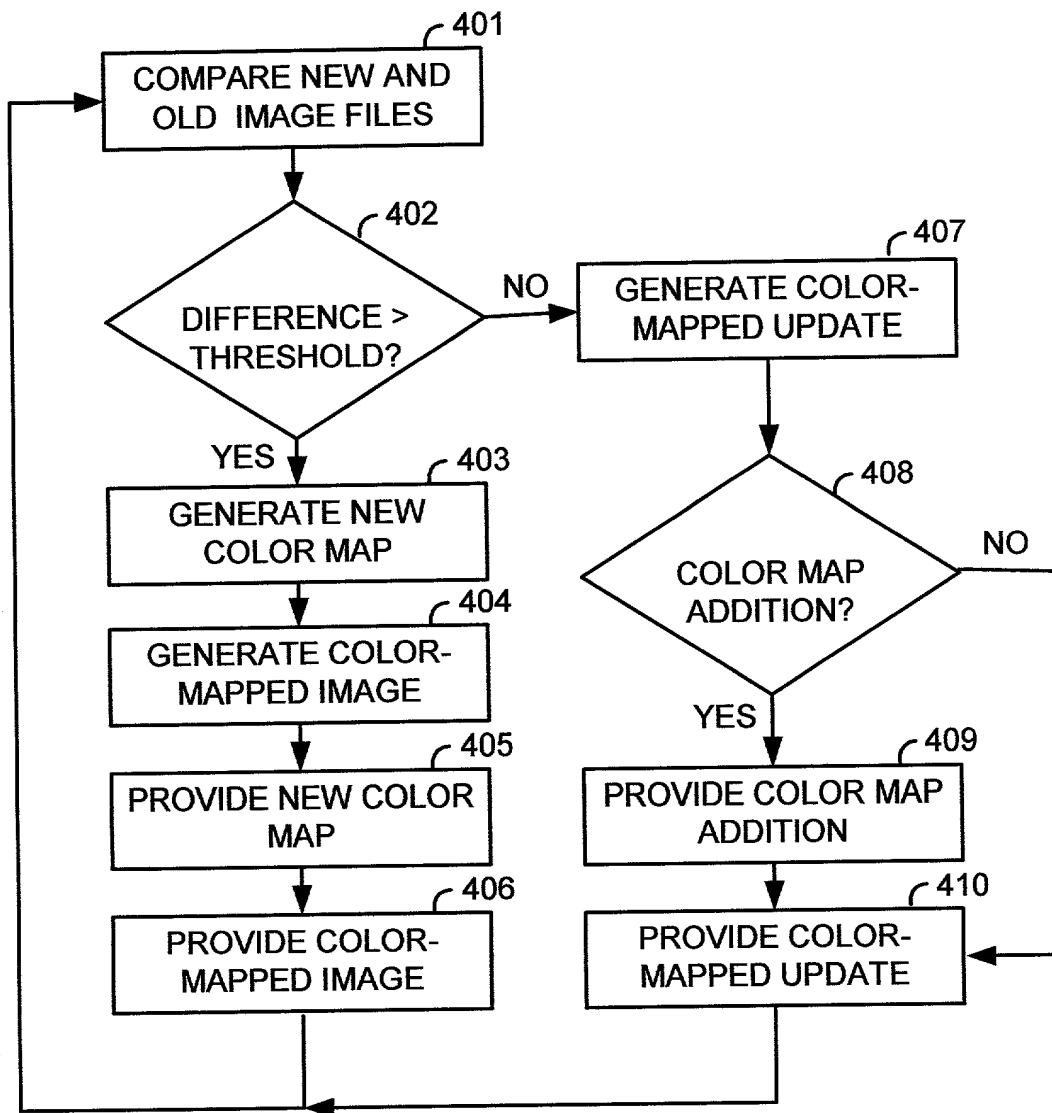 401
COMPARE NEW AND
OLD IMAGE FILES
402
DIFFERENCE >
THRESHOLD?
NO
YES
403
GENERATE NEW
COLOR MAP
404
GENERATE COLOR-
MAPPED IMAGE
405
PROVIDE NEW COLOR
MAP
406
PROVIDE COLOR-
MAPPED IMAGE
407
GENERATE COLOR-
MAPPED UPDATE
408
COLOR MAP
ADDITION?
NO
YES
409
PROVIDE COLOR MAP
ADDITION
410
PROVIDE COLOR-
MAPPED UPDATE